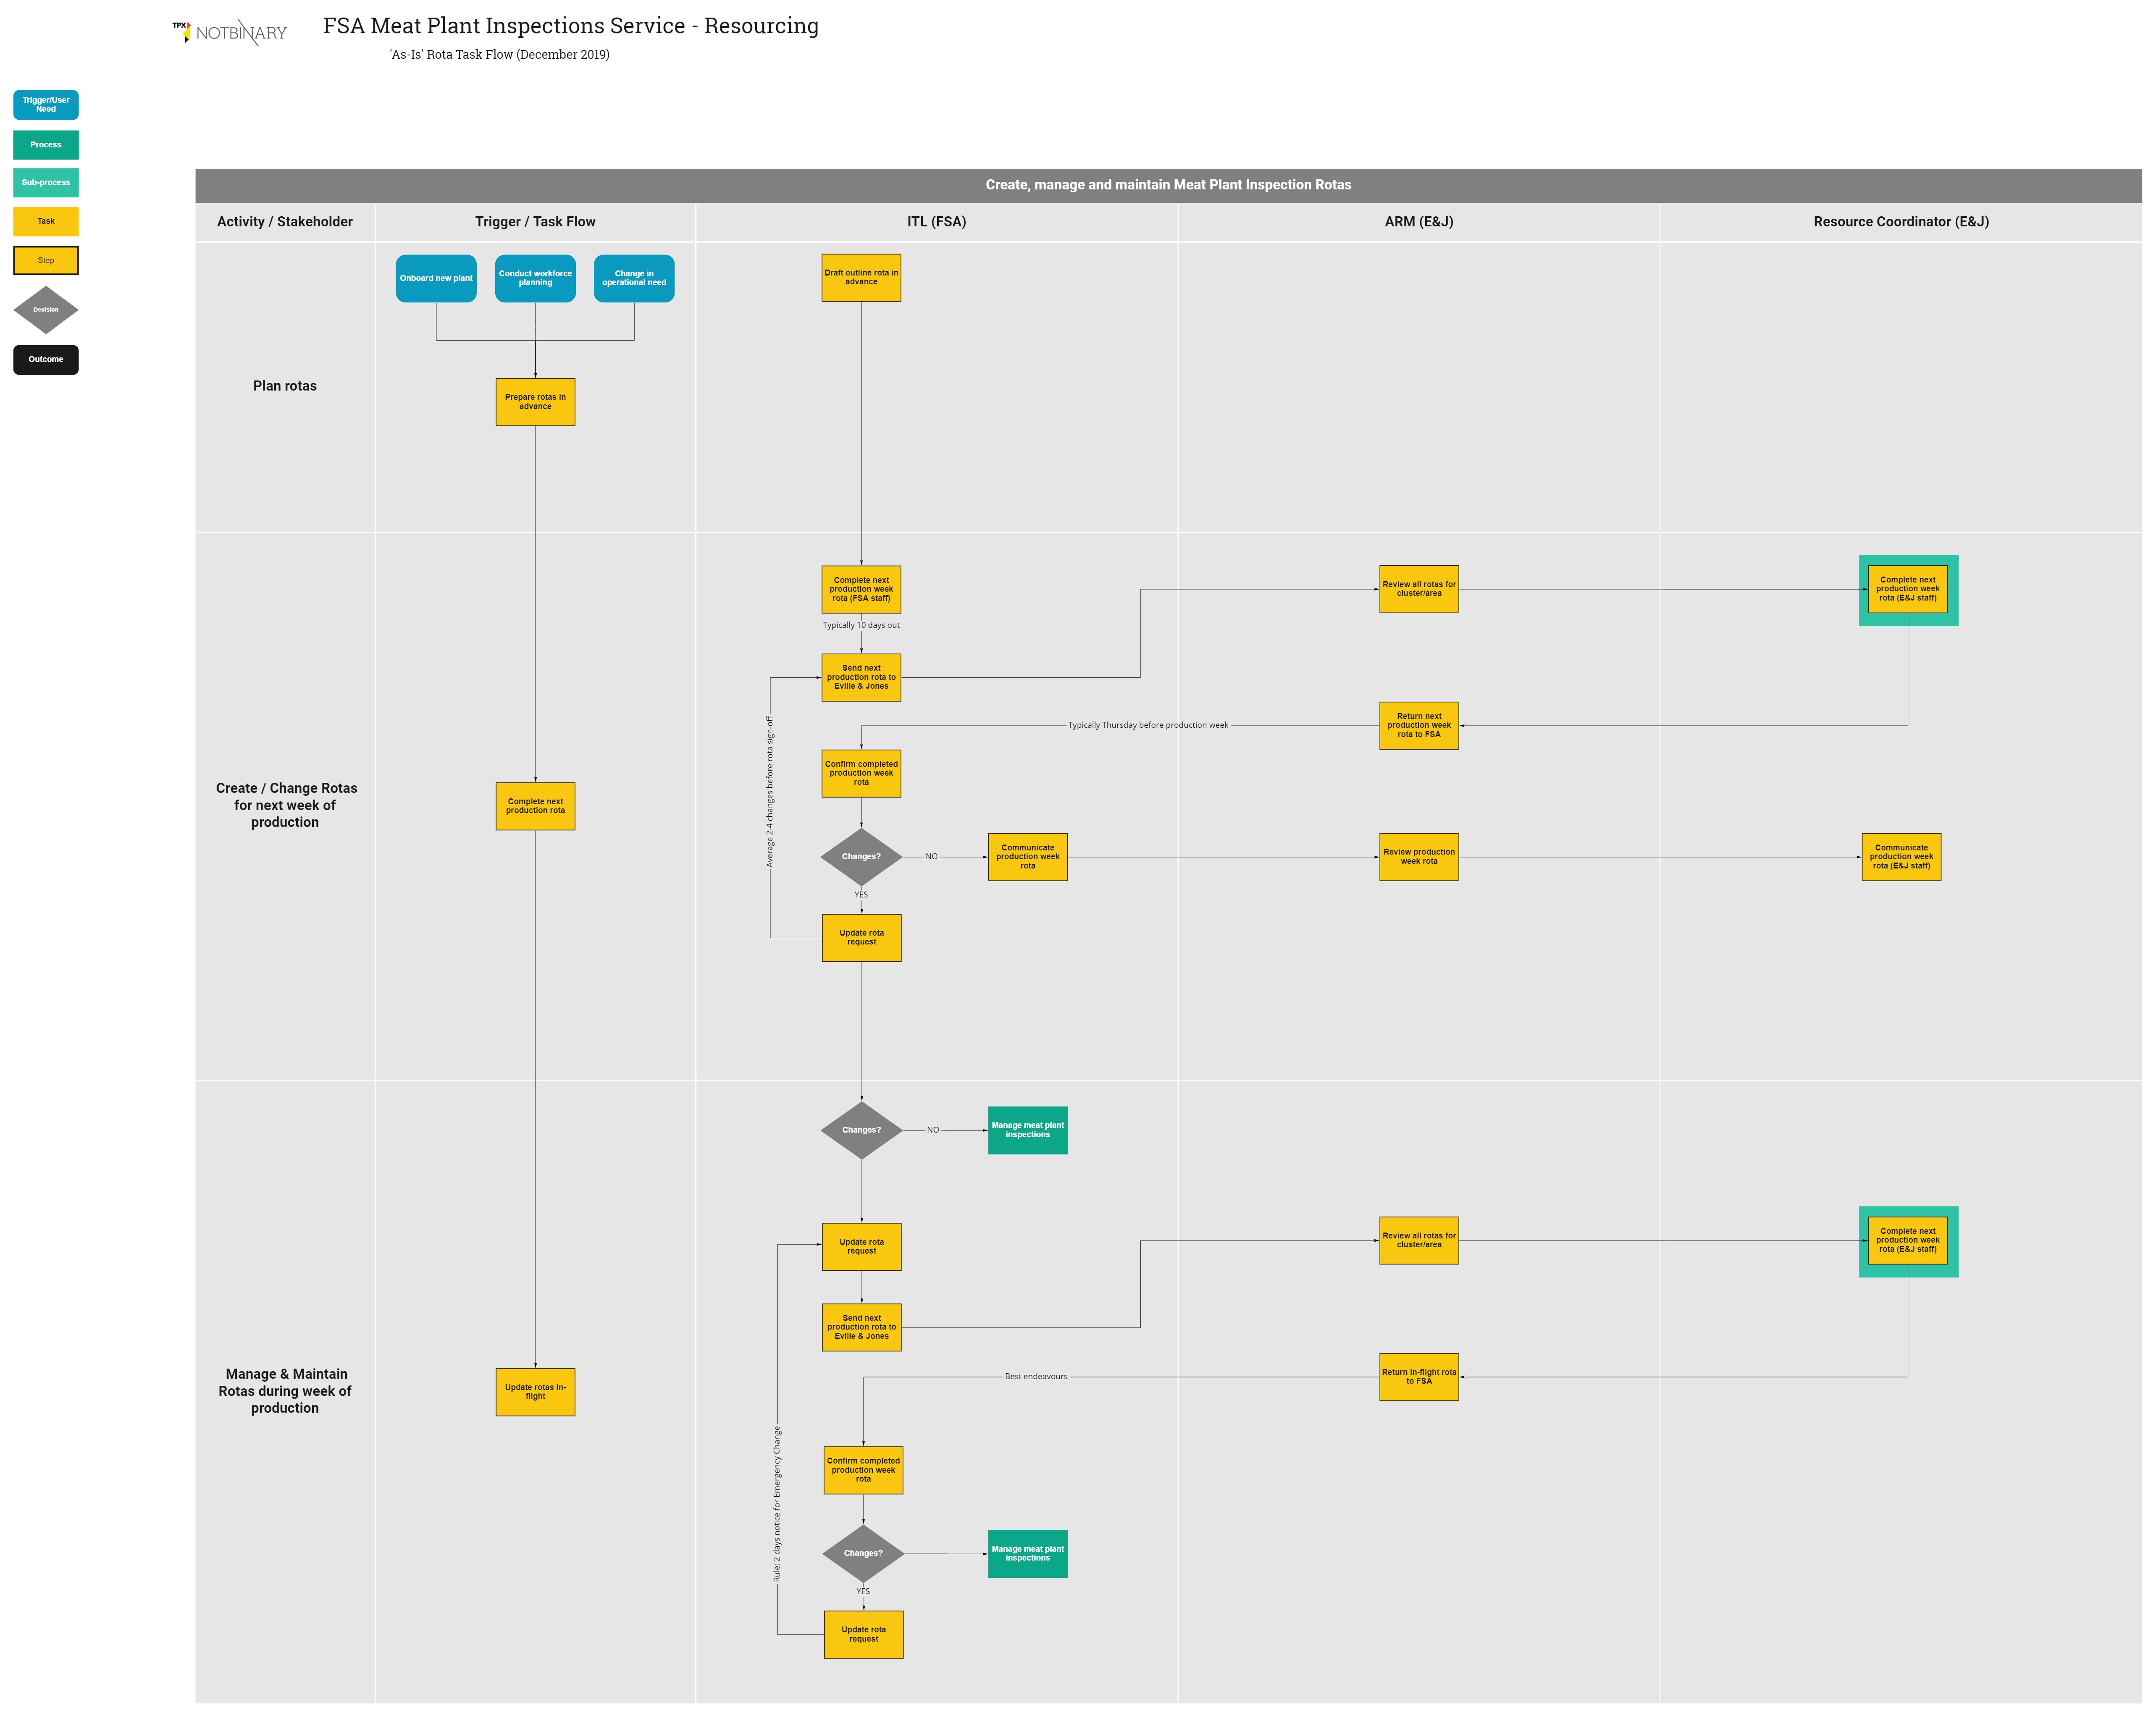 TPX NOTBINARY
FSA Meat Plant Inspections Service - Resourcing
'As-Is' Rota Task Flow (December 2019)
Trigger/User
Need
Process
Sub-process
Task
Step
Decision
Outcome
Create, manage and maintain Meat Plant Inspection Rotas
Activity / Stakeholder
Trigger / Task Flow
ITL (FSA)
ARM (E&J)
Resource Coordinator (E&J)
Plan rotas
Onboard new plant
Conduct workforce
planning
Change in
operational need
Prepare rotas in
advance
Draft outline rota in
advance
Create / Change Rotas
for next week of
production
Complete next
production rota
Complete next
production week
rota (FSA staff)
Typically 10 days out
Send next
production rota to
Eville & Jones
Review all rotas for
cluster/area
Complete next
production week
rota (E&J staff)
Return next
production week
rota to FSA
Typically Thursday before production week
Average 2-4 changes before rota sign-off
Confirm completed
production week
rota
Changes?
NO
Communicate
production week
rota
Review production
week rota
Communicate
production week
rota (E&J staff)
YES
Update rota
request
Manage & Maintain
Rotas during week of
production
Update rotas in-
flight
Changes?
NO
Manage meat plant
inspections
Update rota
request
Send next
production rota to
Eville & Jones
Review all rotas for
cluster/area
Complete next
production week
rota (E&J staff)
Return in-flight rota
to FSA
Best endeavours
Rule: 2 days notice for Emergency Change
Confirm completed
production week
rota
Changes?
Manage meat plant
inspections
YES
Update rota
request